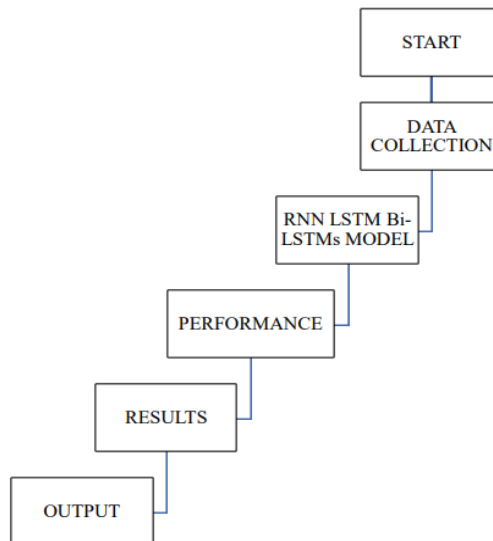 START
DATA
COLLECTION
RNN LSTM Bi-
LSTMs MODEL
PERFORMANCE
RESULTS
OUTPUT